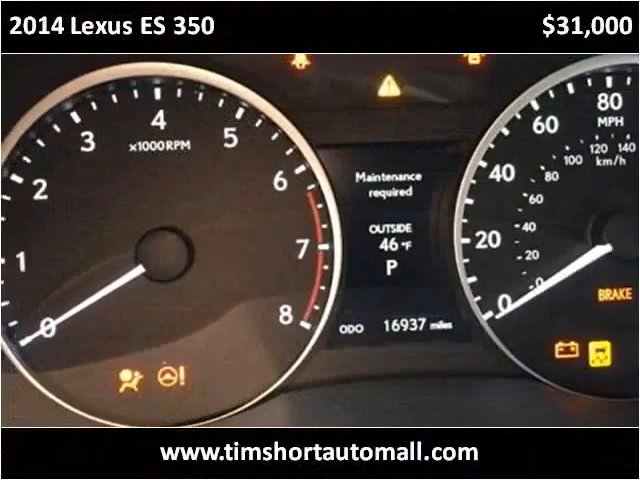 2014 Lexus ES 350 $31,000
0 1 2 3 4 5 6 7 8
x1000RPM
Maintenance
required
OUTSIDE
46 °F
P
ODO 16937 miles
0 20 40 60 80
MPH
0 20 40 60 80 100 120 140
km/h
BRAKE
www.timshortautomall.com